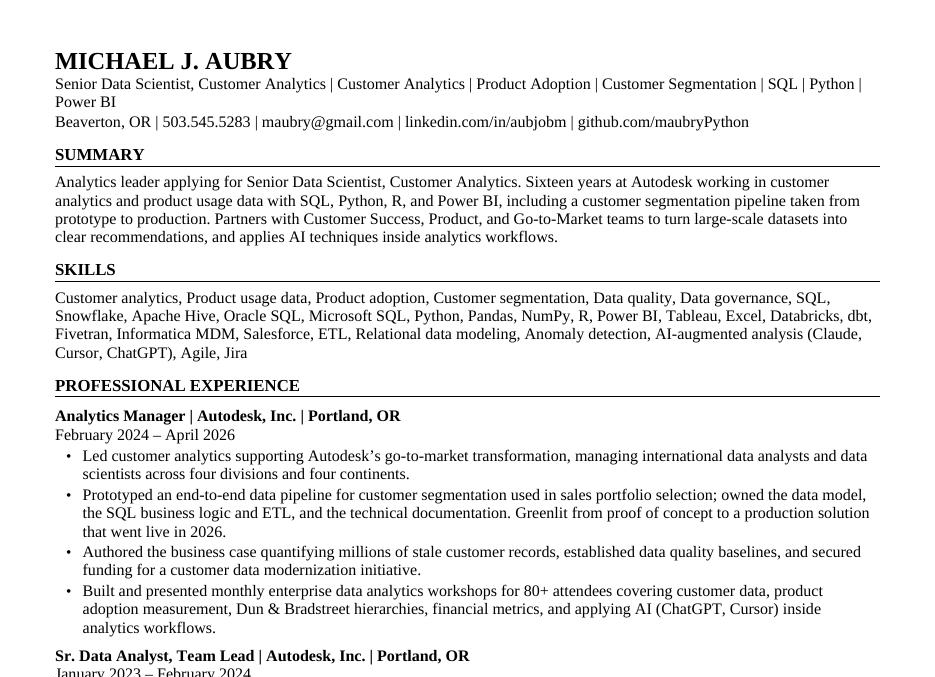 MICHAEL J. AUBRY
Senior Data Scientist, Customer Analytics | Customer Analytics | Product Adoption | Customer Segmentation | SQL | Python |
Power BI
Beaverton, OR | 503.545.5283 | maubry@gmail.com | linkedin.com/in/aubjobm | github.com/maubryPython
SUMMARY
Analytics leader applying for Senior Data Scientist, Customer Analytics. Sixteen years at Autodesk working in customer
analytics and product usage data with SQL, Python, R, and Power BI, including a customer segmentation pipeline taken from
prototype to production. Partners with Customer Success, Product, and Go-to-Market teams to turn large-scale datasets into
clear recommendations, and applies AI techniques inside analytics workflows.
SKILLS
Customer analytics, Product usage data, Product adoption, Customer segmentation, Data quality, Data governance, SQL,
Snowflake, Apache Hive, Oracle SQL, Microsoft SQL, Python, Pandas, NumPy, R, Power BI, Tableau, Excel, Databricks, dbt,
Fivetran, Informatica MDM, Salesforce, ETL, Relational data modeling, Anomaly detection, AI-augmented analysis (Claude,
Cursor, ChatGPT), Agile, Jira
PROFESSIONAL EXPERIENCE
Analytics Manager | Autodesk, Inc. | Portland, OR
February 2024 – April 2026
• Led customer analytics supporting Autodesk’s go-to-market transformation, managing international data analysts and data
scientists across four divisions and four continents.
• Prototyped an end-to-end data pipeline for customer segmentation used in sales portfolio selection; owned the data model,
the SQL business logic and ETL, and the technical documentation. Greenlit from proof of concept to a production solution
that went live in 2026.
• Authored the business case quantifying millions of stale customer records, established data quality baselines, and secured
funding for a customer data modernization initiative.
• Built and presented monthly enterprise data analytics workshops for 80+ attendees covering customer data, product
adoption measurement, Dun & Bradstreet hierarchies, financial metrics, and applying AI (ChatGPT, Cursor) inside
analytics workflows.
Sr. Data Analyst, Team Lead | Autodesk, Inc. | Portland, OR
January 2023 – February 2024